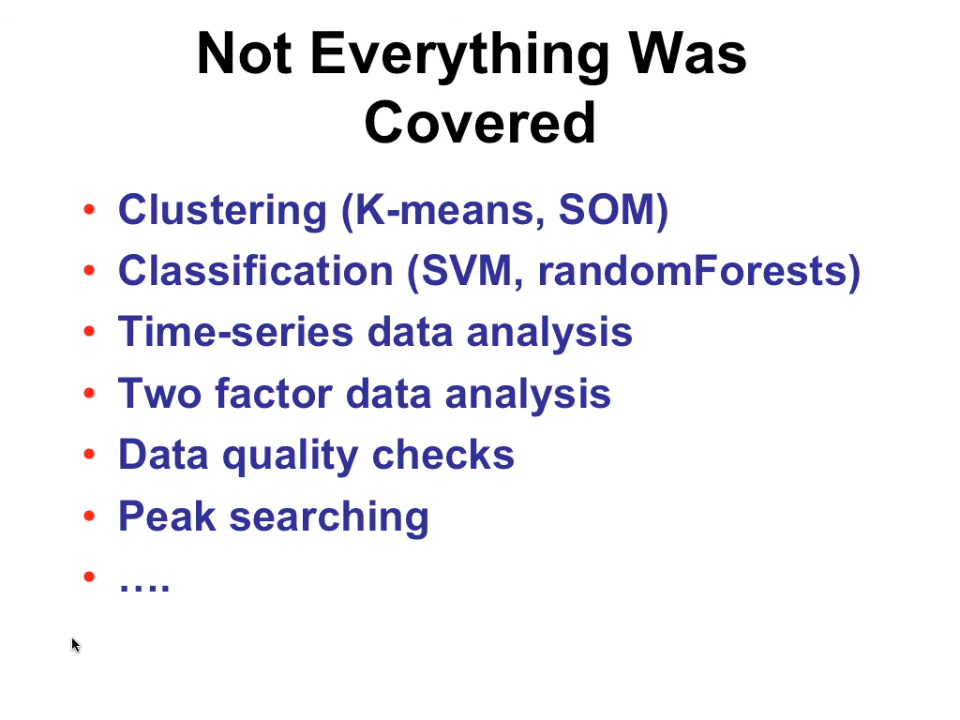 Not Everything Was
Covered
• Clustering (K-means, SOM)
• Classification (SVM, randomForests)
• Time-series data analysis
• Two factor data analysis
• Data quality checks
• Peak searching
• ….